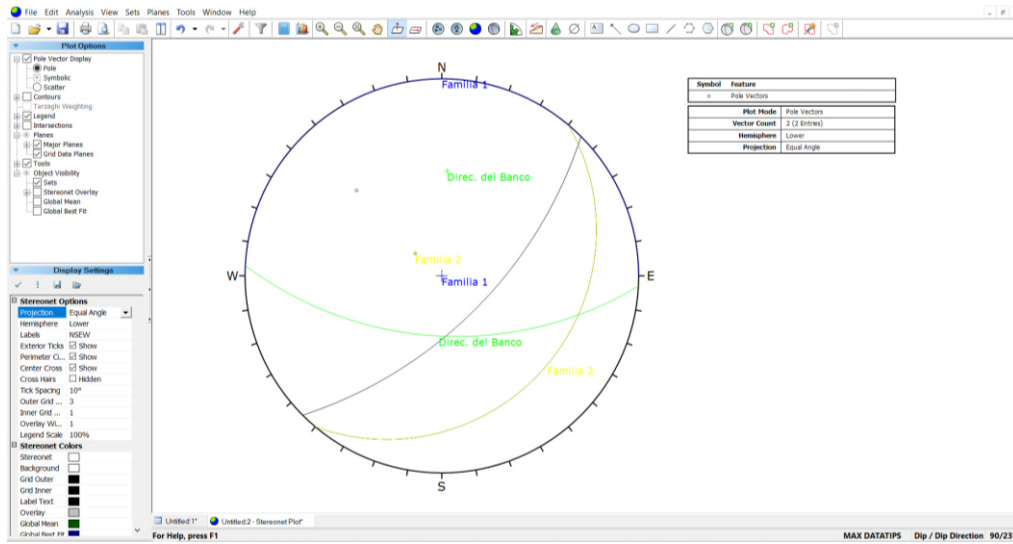 File Edit Analysis View Sets Planes Tools Window Help
Plot Options
Pole Vector Display
Pole
Symbolic
Scatter
Contours
Terzaghi Weighting
Legend
Intersections
Planes
Major Planes
Grid Data Planes
Tools
Object Visibility
Sets
Stereonet Overlay
Global Mean
Global Best Fit
Display Settings
Stereonet Options
Projection Equal Angle
Hemisphere Lower
Labels NSEW
Exterior Ticks Show
Perimeter Ci... Show
Center Cross Show
Cross Hairs Hidden
Tick Spacing 10°
Outer Grid ... 3
Inner Grid ... 1
Overlay Wi... 1
Legend Scale 100%
Stereonet Colors
Stereonet
Background
Grid Outer
Grid Inner
Label Text
Overlay
Global Mean
Global Best Fit
N
Familia 1
Direc. del Banco
Familia 2
W
E
Familia 1
Direc. del Banco
Familia 2
S
Symbol Feature
Pole Vectors
Plot Mode Pole Vectors
Vector Count 2 (2 Entries)
Hemisphere Lower
Projection Equal Angle
Untitled:1* Untitled:2 - Stereonet Plot*
For Help, press F1 MAX DATATIPS Dip / Dip Direction 90/23